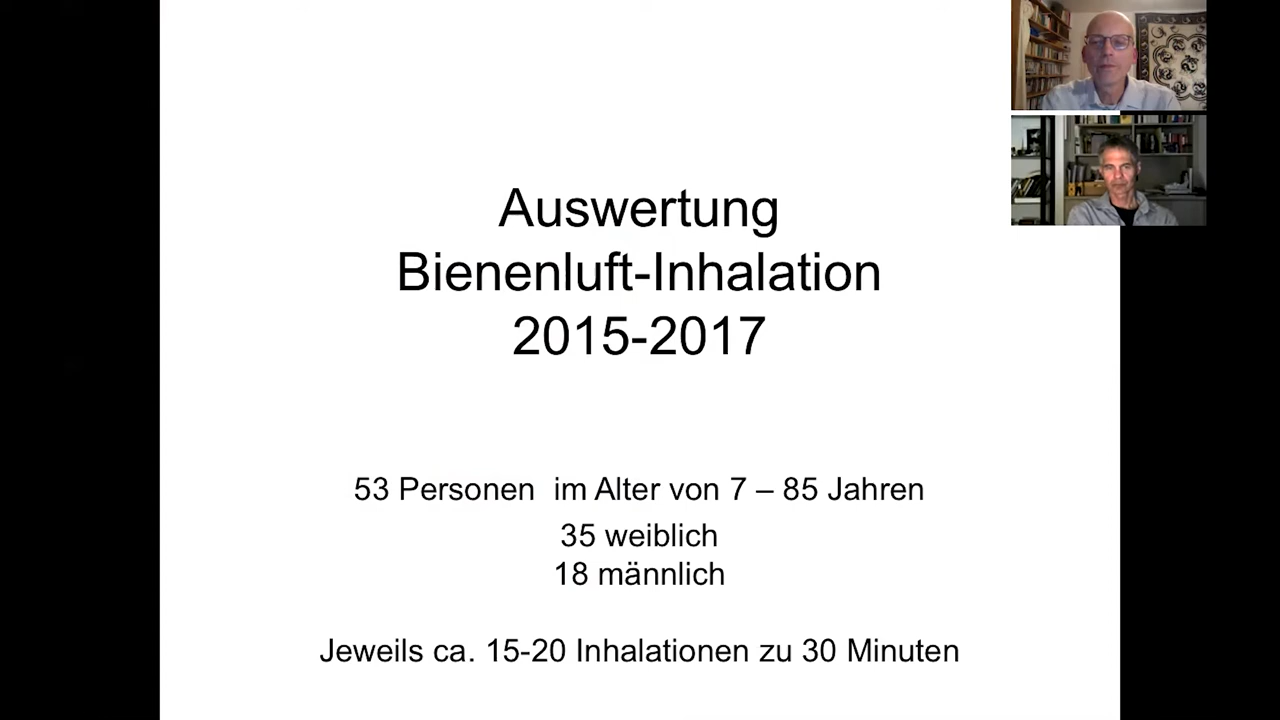 Auswertung
Bienenluft-Inhalation
2015-2017
53 Personen  im Alter von 7 – 85 Jahren
35 weiblich
18 männlich
Jeweils ca. 15-20 Inhalationen zu 30 Minuten